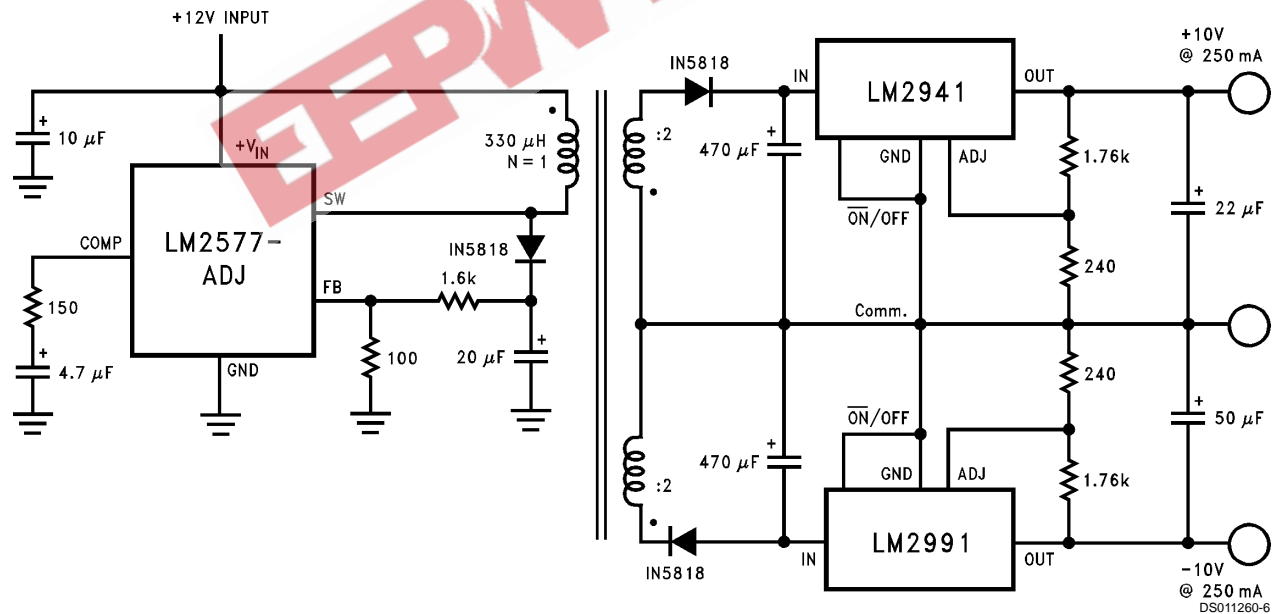 +12V INPUT
10 μF
+
+VIN
LM2577-
ADJ
SW
COMP
FB
GND
150
+
4.7 μF
100
1.6k
IN5818
20 μF
+
330 μH
N = 1
EEPW
:2
IN5818
+
470 μF
IN
LM2941
OUT
GND
ADJ
ON/OFF
1.76k
240
+
22 μF
+10V
@ 250 mA
Comm.
:2
IN5818
+
470 μF
IN
LM2991
OUT
GND
ADJ
ON/OFF
240
1.76k
+
50 μF
-10V
@ 250 mA
DS011260-6